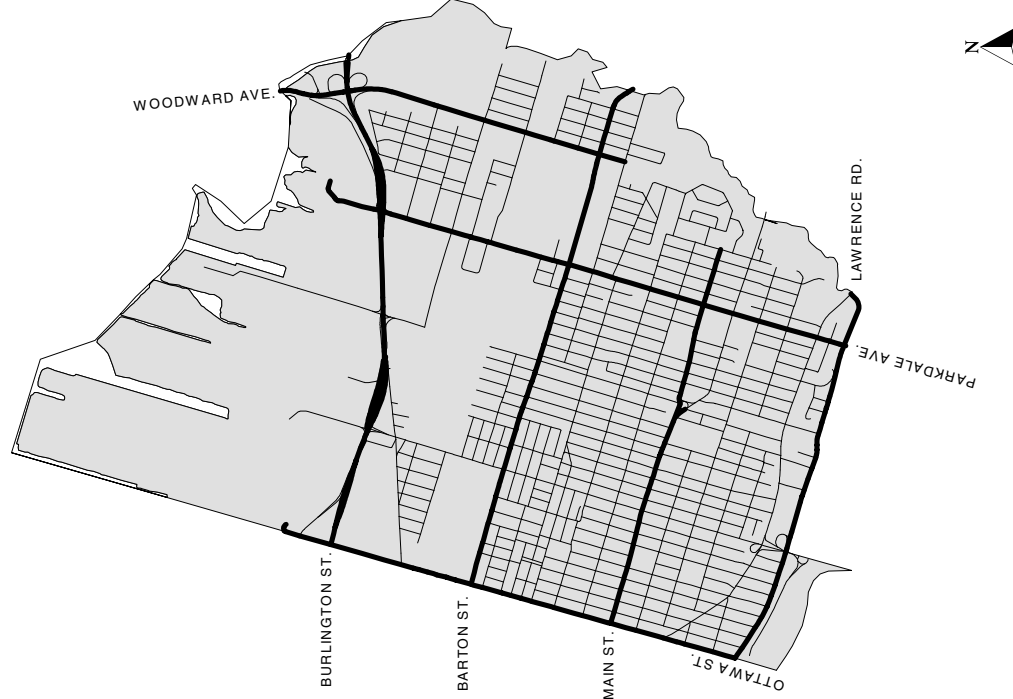 N
WOODWARD AVE.
LAWRENCE RD.
PARKDALE AVE.
BURLINGTON ST.
BARTON ST.
MAIN ST.
OTTAWA ST.